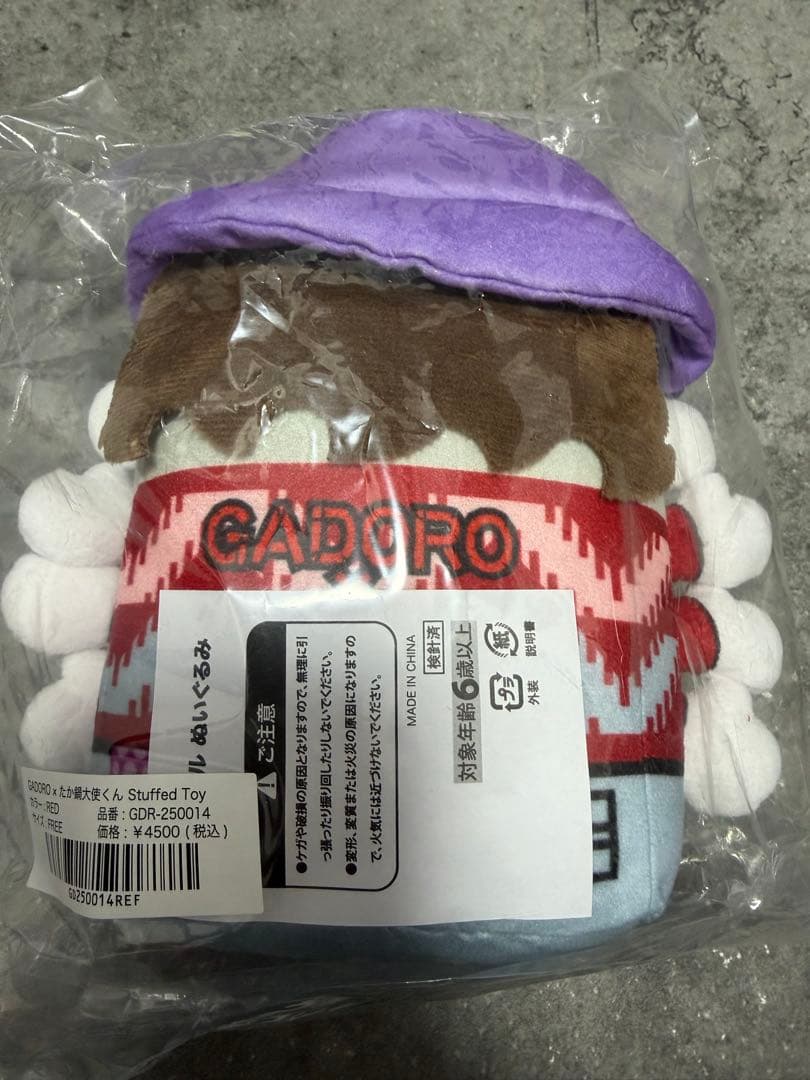 GADORO
ル ぬいぐるみ
ご注意
●ケガや破損の原因となりますので、無理に引
っ張ったり振り回したりしないでください。
●変形、変質または火災の原因になりますの
で、火気には近づけないでください。
MADE IN CHINA
検針済
対象年齢6歳以上
紙
説明書
プラ
外装
GADORO × たか鍋大使くん Stuffed Toy
カラー:RED
品番:GDR-250014
サイズ:FREE
価格:¥4500(税込)
GD250014REF